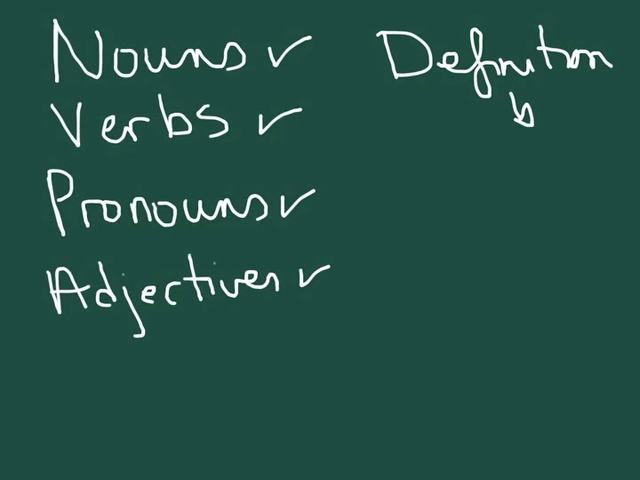 Nouns ✓ Definition
Verbs ✓
Pronouns ✓
Adjectives ✓